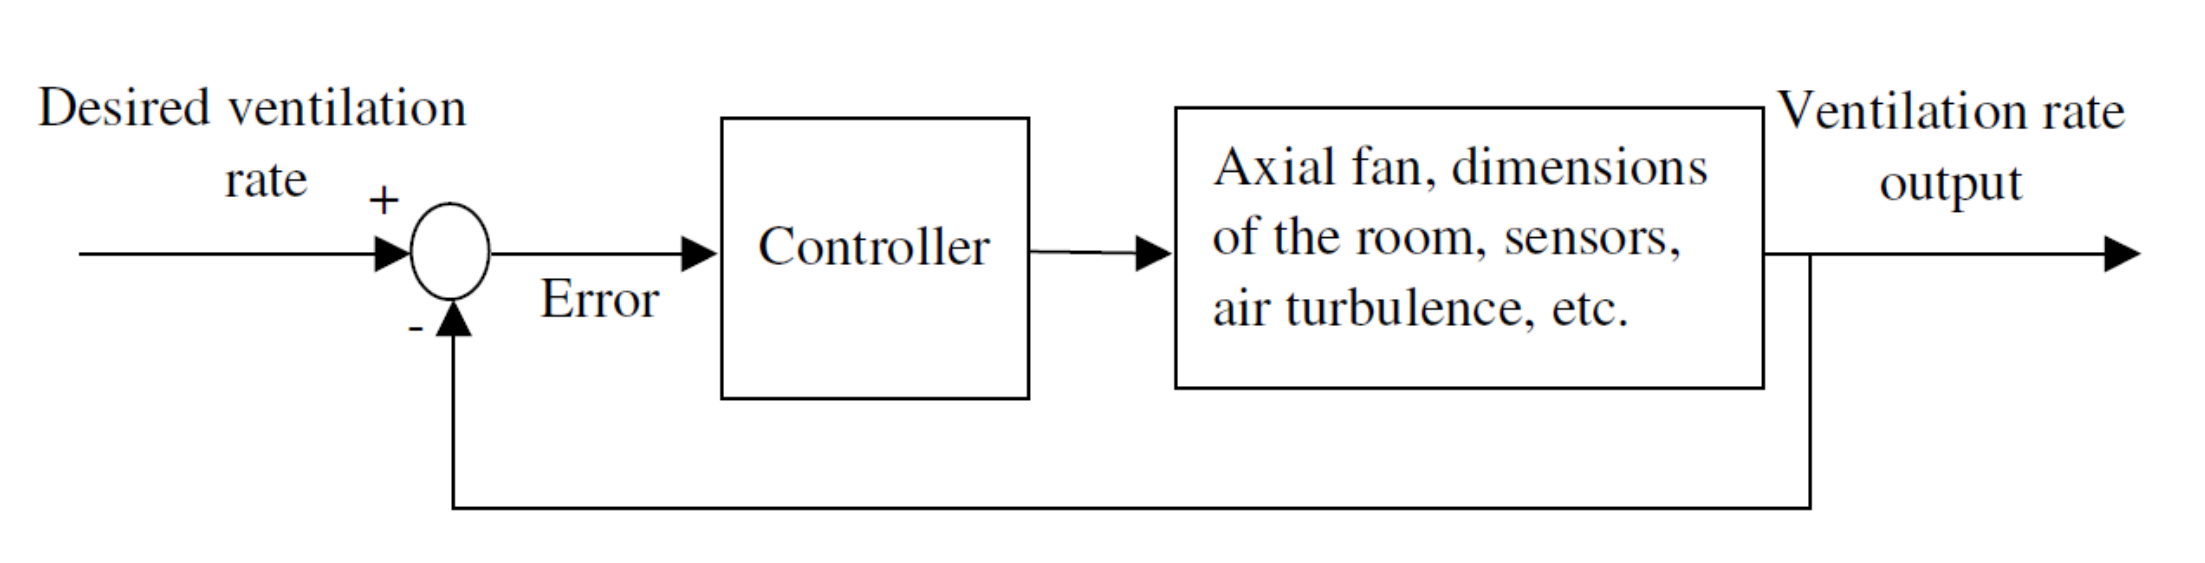 Desired ventilation
rate
+
-
Error
Controller
Axial fan, dimensions
of the room, sensors,
air turbulence, etc.
Ventilation rate
output